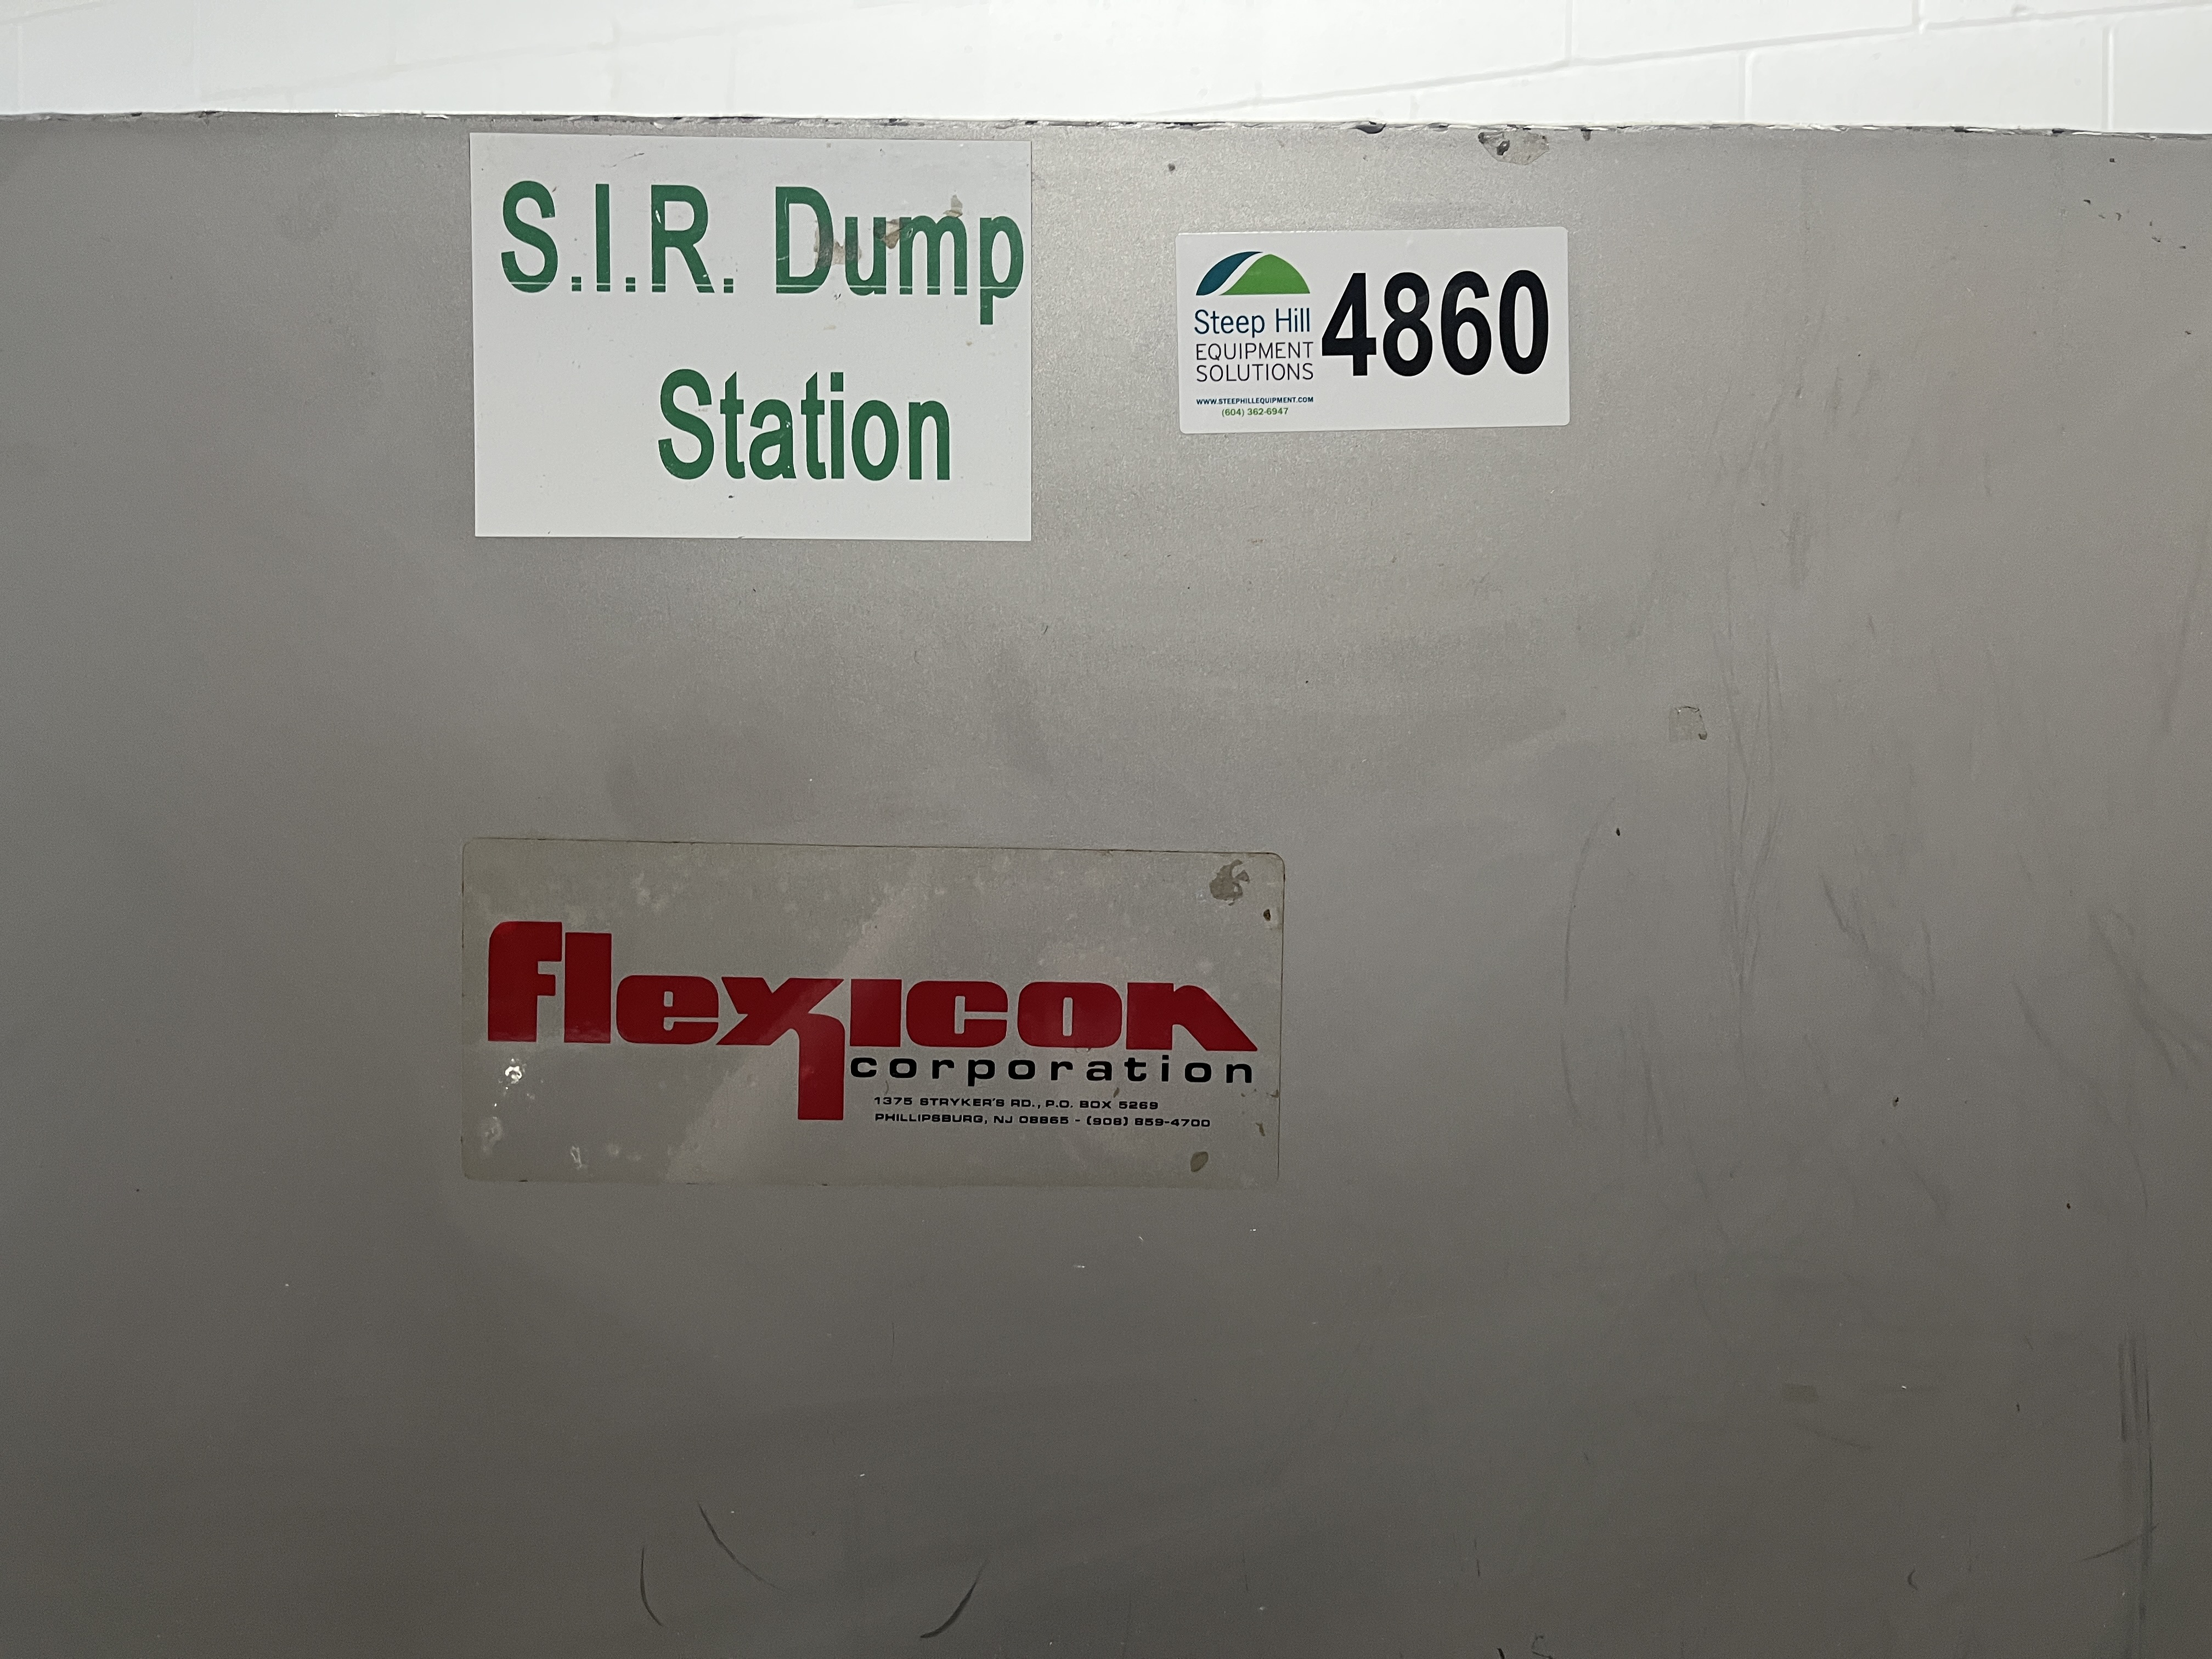 S.I.R. Dump
Station
Steep Hill
EQUIPMENT
SOLUTIONS
4860
WWW.STEEPHILLEQUIPMENT.COM
(604) 362-6947
flexicon
corporation
1375 STRYKER'S RD., P.O. BOX 5269
PHILLIPSBURG, NJ 08865 - (908) 859-4700